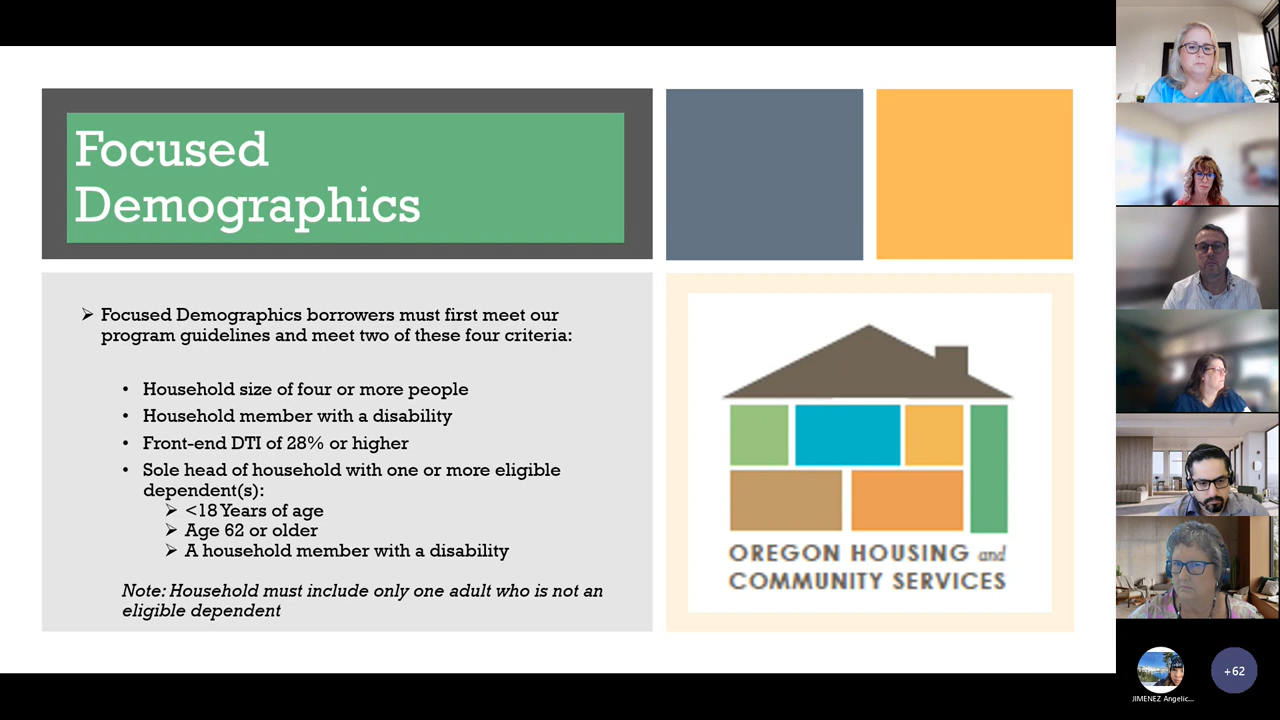 Focused
Demographics
➢ Focused Demographics borrowers must first meet our
program guidelines and meet two of these four criteria:
• Household size of four or more people
• Household member with a disability
• Front-end DTI of 28% or higher
• Sole head of household with one or more eligible
dependent(s):
➢ <18 Years of age
➢ Age 62 or older
➢ A household member with a disability
Note: Household must include only one adult who is not an
eligible dependent
OREGON HOUSING and
COMMUNITY SERVICES
JIMENEZ Angelic...
+62